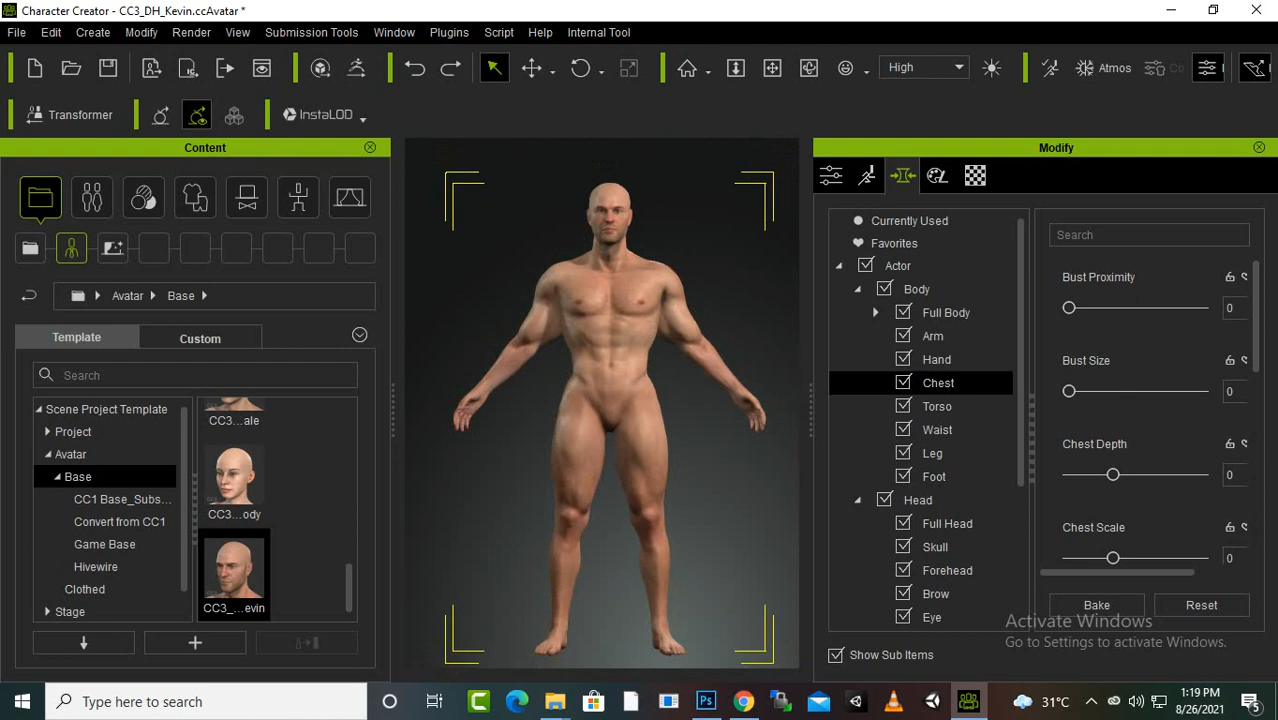 Character Creator - CC3_DH_Kevin.ccAvatar *
File Edit Create Modify Render View Submission Tools Window Plugins Script Help Internal Tool
High
Atmos
Transformer
InstaLOD
Content
Modify
Avatar Base
Template
Custom
Search
Scene Project Template
Project
Avatar
Base
CC1 Base_Subs...
Convert from CC1
Game Base
Hivewire
Clothed
Stage
CC3...ale
CC3...ody
CC3_...evin
Currently Used
Favorites
Actor
Body
Full Body
Arm
Hand
Chest
Torso
Waist
Leg
Foot
Head
Full Head
Skull
Forehead
Brow
Eye
Show Sub Items
Search
Bust Proximity
0
Bust Size
0
Chest Depth
0
Chest Scale
0
Bake
Reset
Activate Windows
Go to Settings to activate Windows.
Type here to search
31°C
1:19 PM
8/26/2021
5